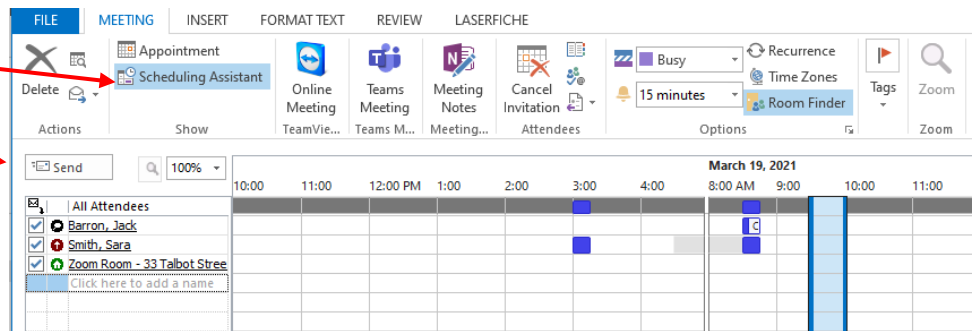 FILE MEETING INSERT FORMAT TEXT REVIEW LASERFICHE
Delete
Appointment
Scheduling Assistant
Online Meeting
Teams Meeting
Meeting Notes
Cancel Invitation
Busy
15 minutes
Recurrence
Time Zones
Room Finder
Tags
Zoom
Actions Show TeamVie... Teams M... Meeting... Attendees Options Zoom
Send 100%
March 19, 2021
10:00 11:00 12:00 PM 1:00 2:00 3:00 4:00 8:00 AM 9:00 10:00 11:00
All Attendees
Barron, Jack C
Smith, Sara
Zoom Room - 33 Talbot Stree
Click here to add a name